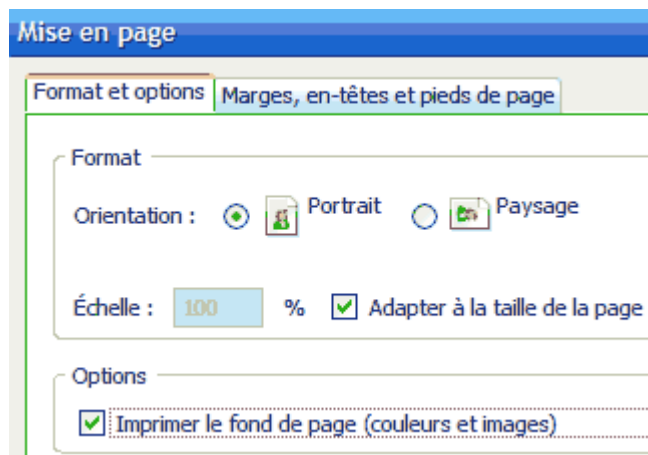 Mise en page
Format et options Marges, en-têtes et pieds de page
Format
Orientation : Portrait Paysage
Échelle : 100 % Adapter à la taille de la page
Options
Imprimer le fond de page (couleurs et images)